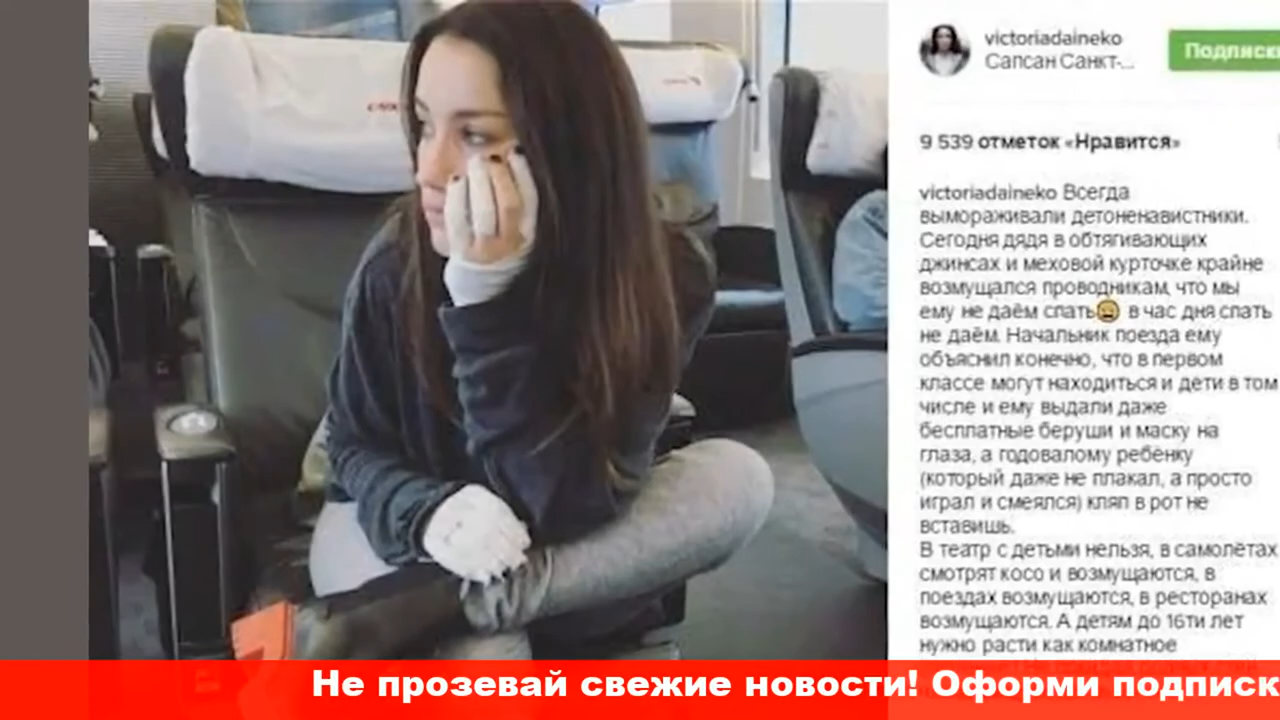 victoriadaineko
Сапсан Санкт-...
Подписки
9 539 отметок «Нравится»
victoriadaineko Всегда
вымораживали детоненавистники.
Сегодня дядя в обтягивающих
джинсах и меховой курточке крайне
возмущался проводникам, что мы
ему не даём спать😩 в час дня спать
не даём. Начальник поезда ему
объяснил конечно, что в первом
классе могут находиться и дети в том
числе и ему выдали даже
бесплатные беруши и маску на
глаза, а годовалому ребёнку
(который даже не плакал, а просто
играл и смеялся) кляп в рот не
вставишь.
В театр с детьми нельзя, в самолётах
смотрят косо и возмущаются, в
поездах возмущаются, в ресторанах
возмущаются. А детям до 16ти лет
нужно расти как комнатное
Не прозевай свежие новости! Оформи подписк